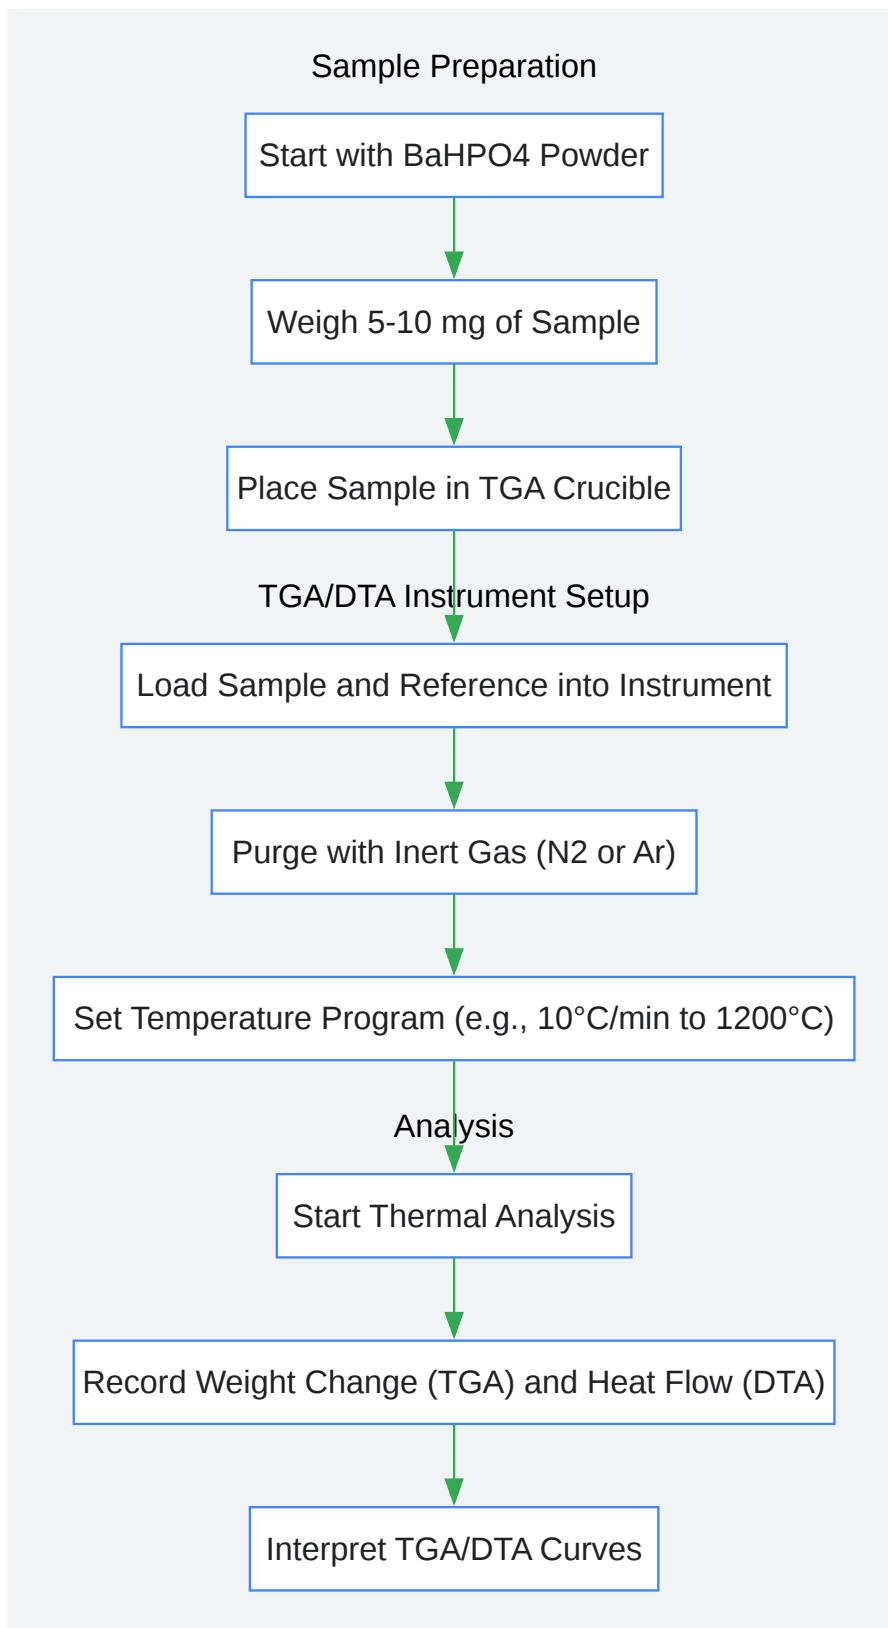 Sample Preparation
Start with BaHPO4 Powder
Weigh 5-10 mg of Sample
Place Sample in TGA Crucible
TGA/DTA Instrument Setup
Load Sample and Reference into Instrument
Purge with Inert Gas (N2 or Ar)
Set Temperature Program (e.g., 10°C/min to 1200°C)
Analysis
Start Thermal Analysis
Record Weight Change (TGA) and Heat Flow (DTA)
Interpret TGA/DTA Curves